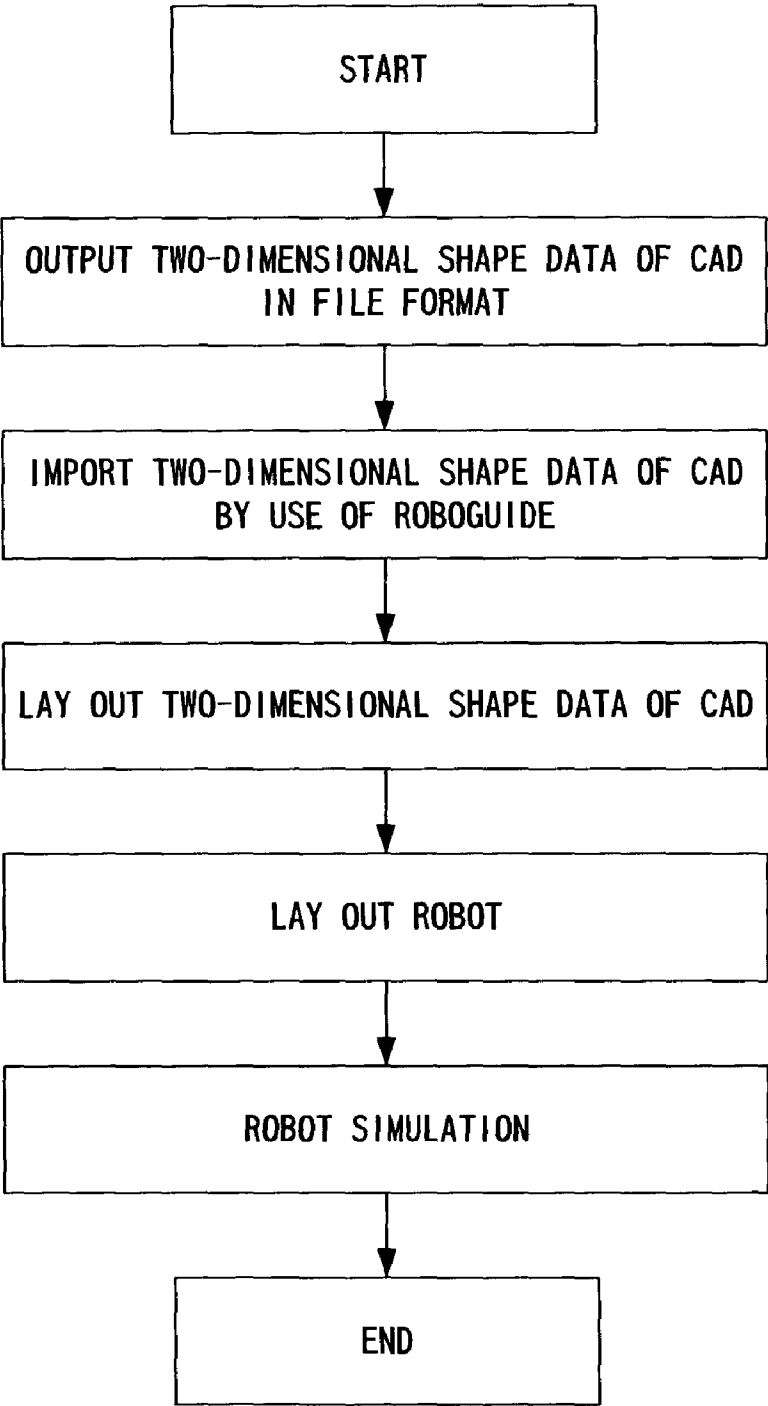 START
OUTPUT TWO-DIMENSIONAL SHAPE DATA OF CAD
IN FILE FORMAT
IMPORT TWO-DIMENSIONAL SHAPE DATA OF CAD
BY USE OF ROBOGUIDE
LAY OUT TWO-DIMENSIONAL SHAPE DATA OF CAD
LAY OUT ROBOT
ROBOT SIMULATION
END